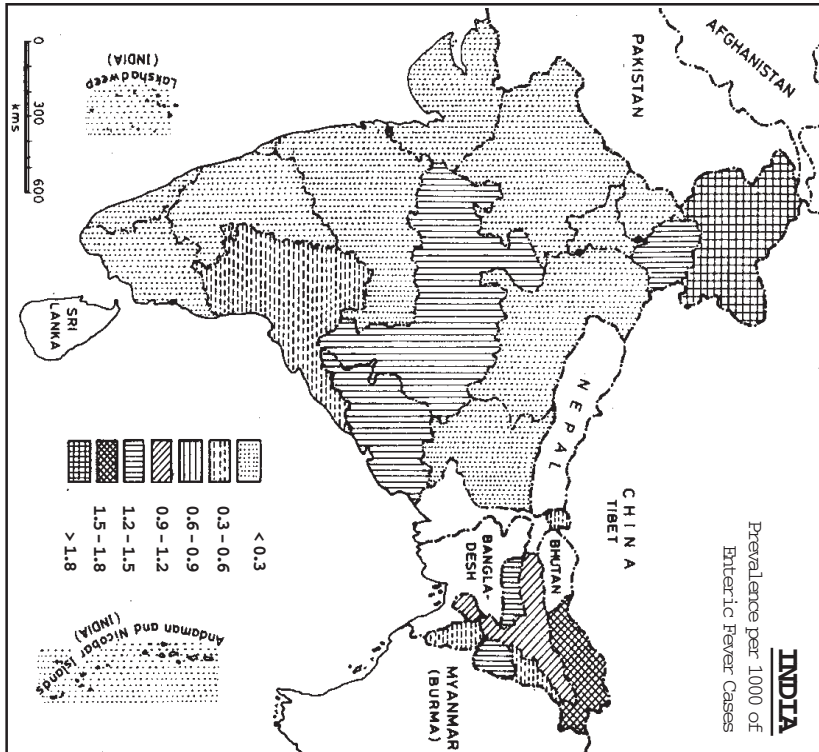 INDIA
Prevalence per 1000 of
Enteric Fever Cases
AFGHANISTAN
PAKISTAN
CHINA
TIBET
NEPAL
BHUTAN
BANGLA-
DESH
MYANMAR
(BURMA)
SRI
LANKA
Lakshadweep
(INDIA)
Andaman and Nicobar Islands
(INDIA)
0 300 600
kms
< 0.3
0.3 – 0.6
0.6 – 0.9
0.9 – 1.2
1.2 – 1.5
1.5 – 1.8
> 1.8